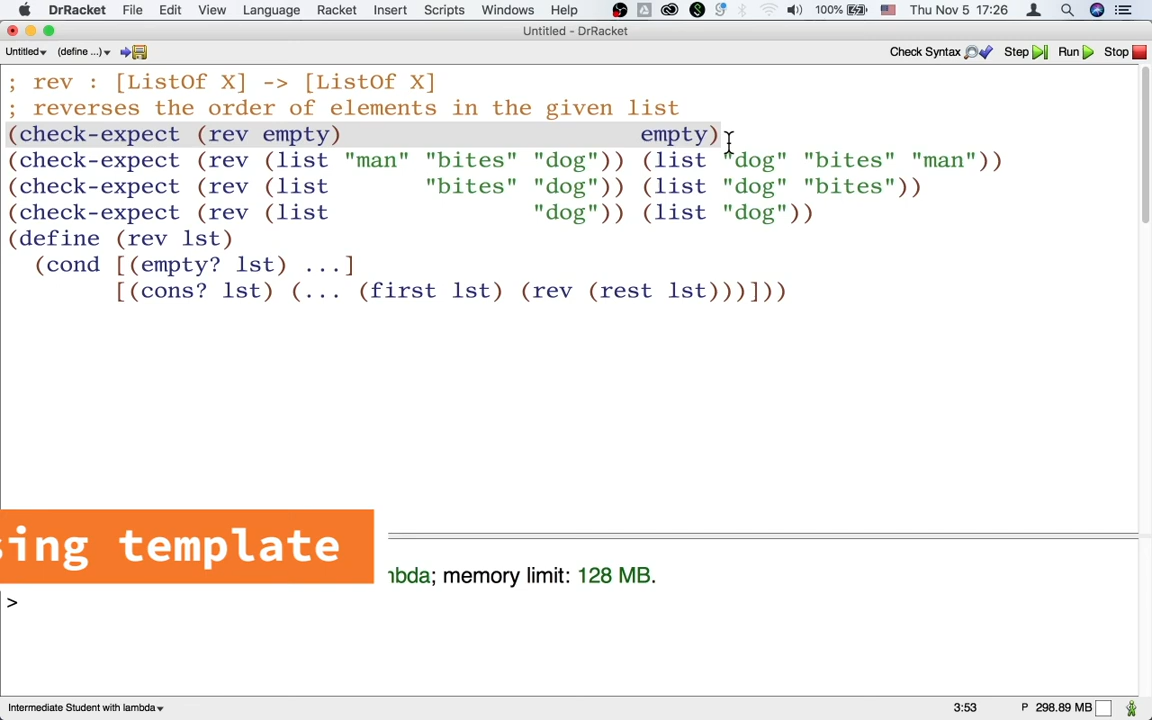 DrRacket File Edit View Language Racket Insert Scripts Windows Help 100% Thu Nov 5 17:26
Untitled - DrRacket
Untitled (define ...) Check Syntax Step Run Stop
; rev : [ListOf X] -> [ListOf X]
; reverses the order of elements in the given list
(check-expect (rev empty) empty)
(check-expect (rev (list "man" "bites" "dog")) (list "dog" "bites" "man"))
(check-expect (rev (list "bites" "dog")) (list "dog" "bites"))
(check-expect (rev (list "dog")) (list "dog"))
(define (rev lst)
(cond [(empty? lst) ...]
[(cons? lst) (... (first lst) (rev (rest lst)))]))
sing template
mbda; memory limit: 128 MB.
>
Intermediate Student with lambda 3:53 P 298.89 MB